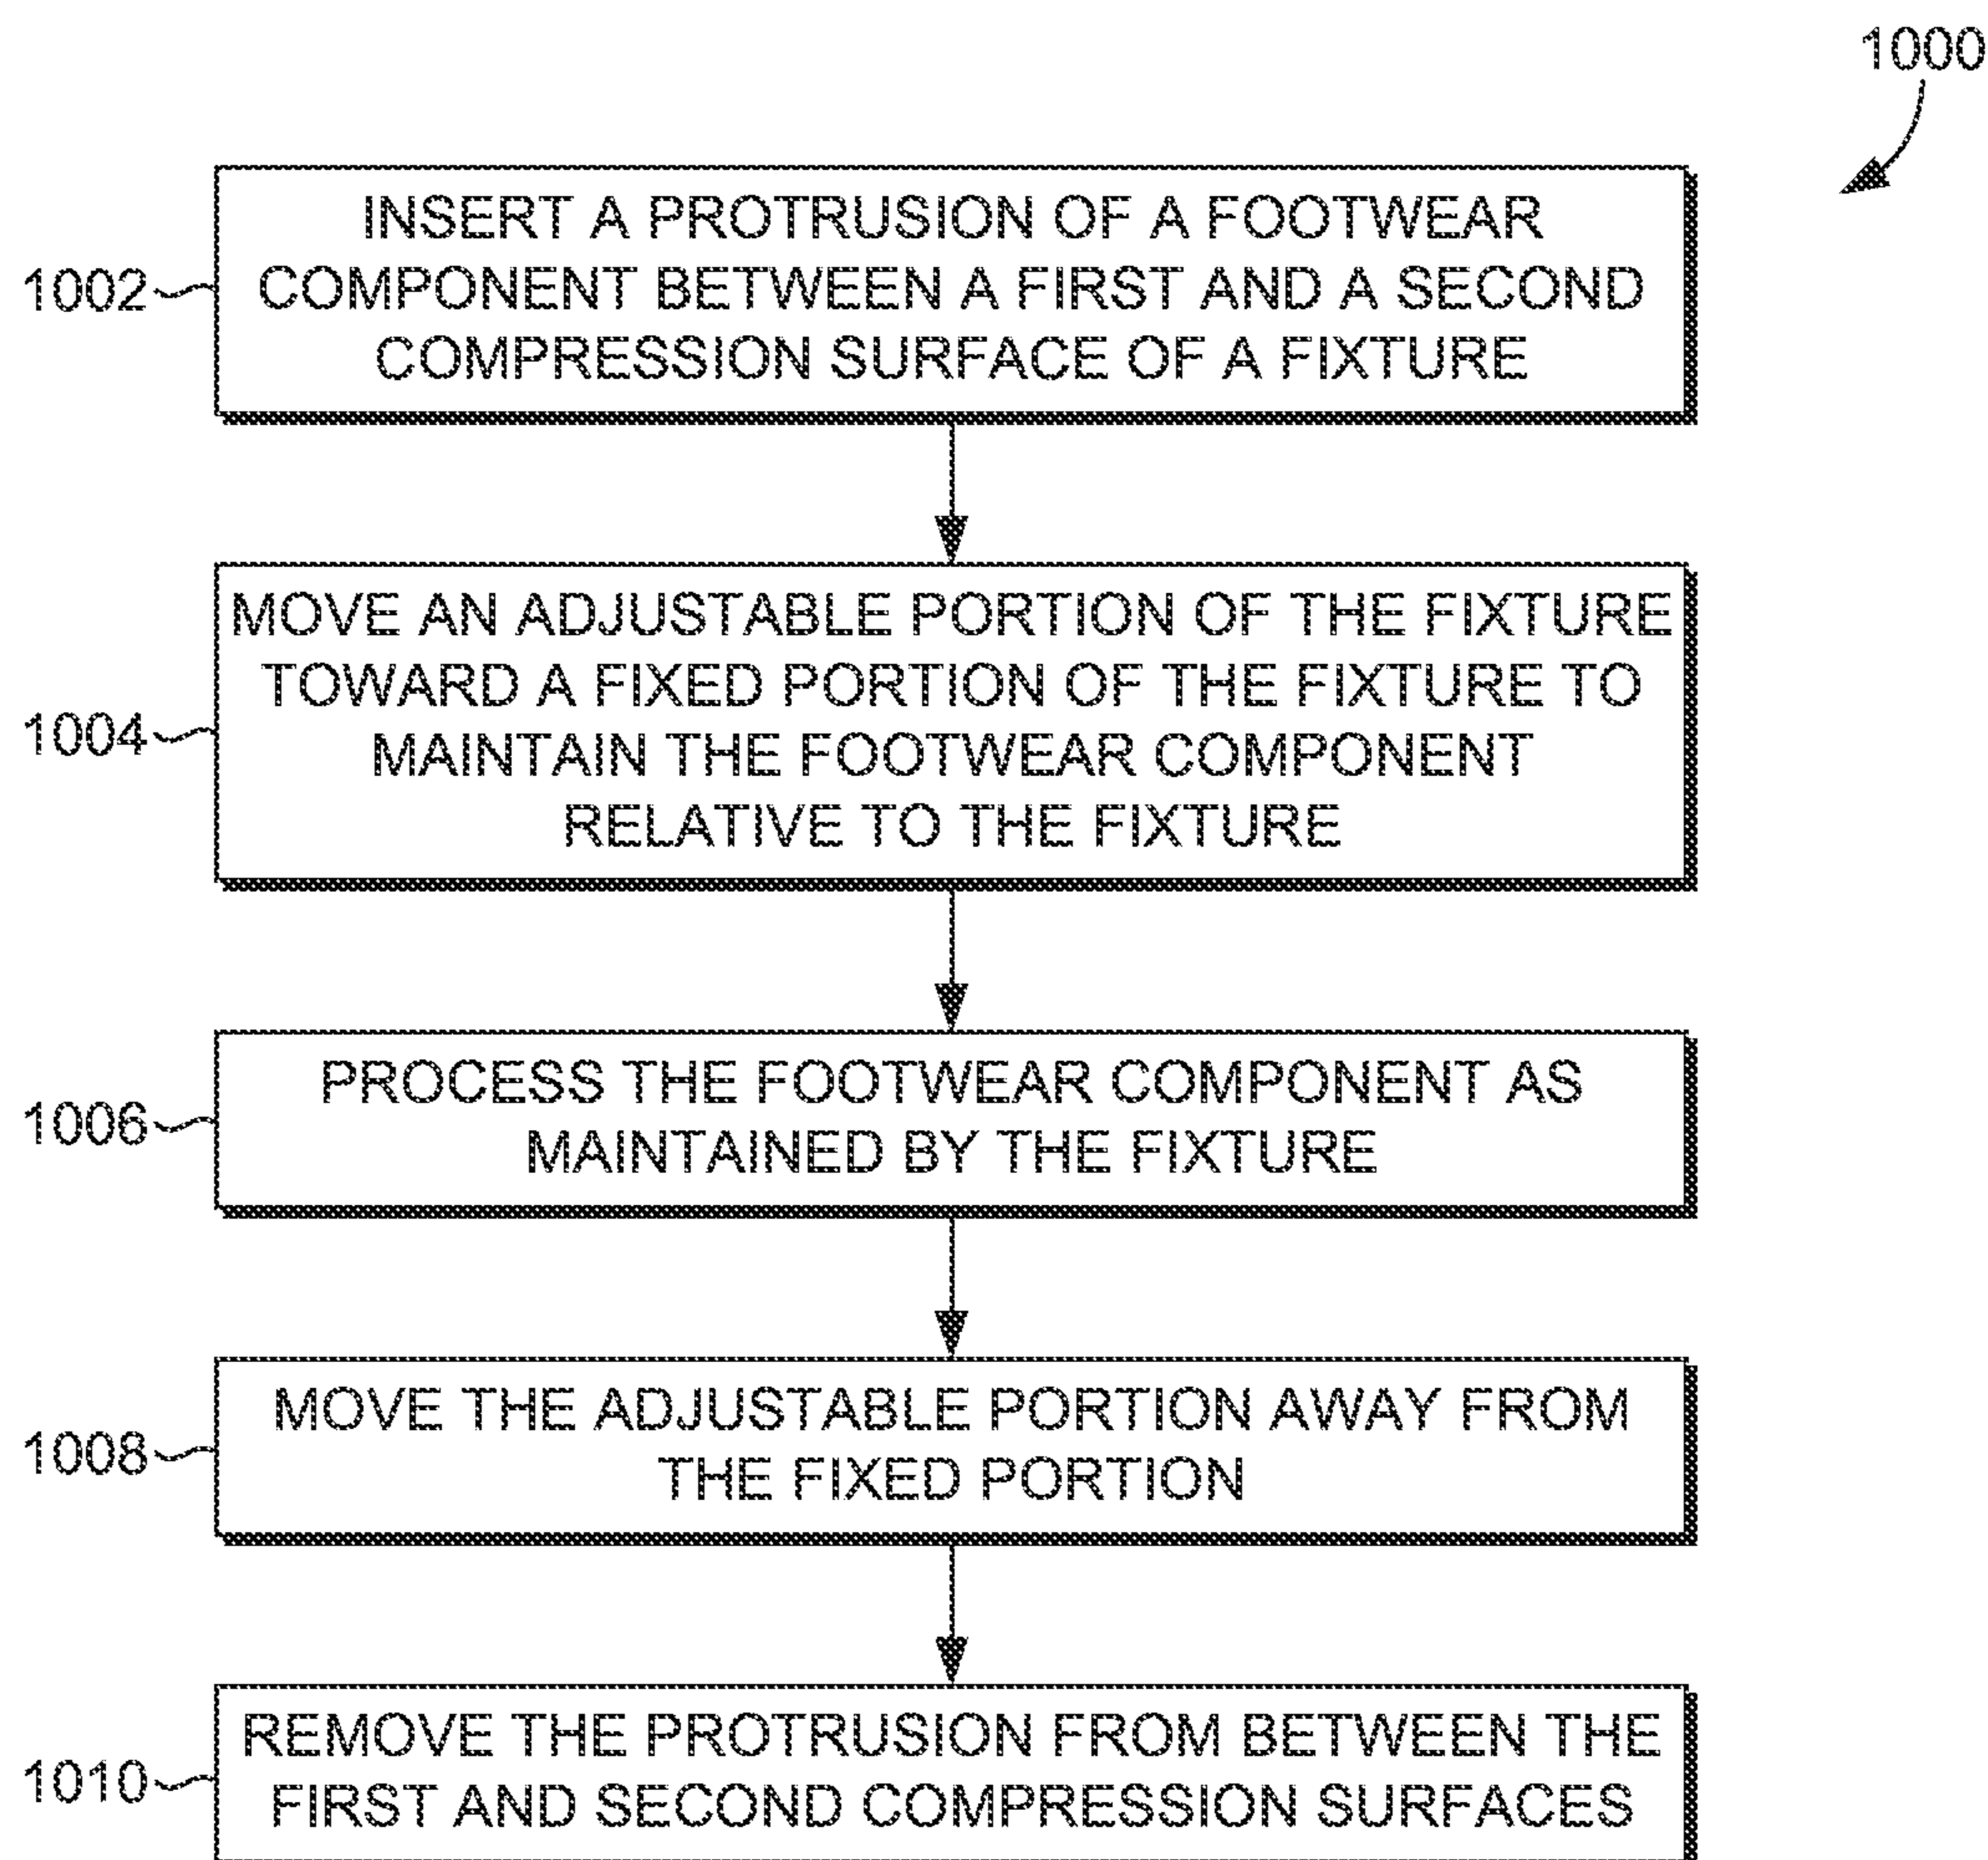 1000
INSERT A PROTRUSION OF A FOOTWEAR
COMPONENT BETWEEN A FIRST AND A SECOND
COMPRESSION SURFACE OF A FIXTURE
1002
MOVE AN ADJUSTABLE PORTION OF THE FIXTURE
TOWARD A FIXED PORTION OF THE FIXTURE TO
MAINTAIN THE FOOTWEAR COMPONENT
RELATIVE TO THE FIXTURE
1004
PROCESS THE FOOTWEAR COMPONENT AS
MAINTAINED BY THE FIXTURE
1006
MOVE THE ADJUSTABLE PORTION AWAY FROM
THE FIXED PORTION
1008
REMOVE THE PROTRUSION FROM BETWEEN THE
FIRST AND SECOND COMPRESSION SURFACES
1010